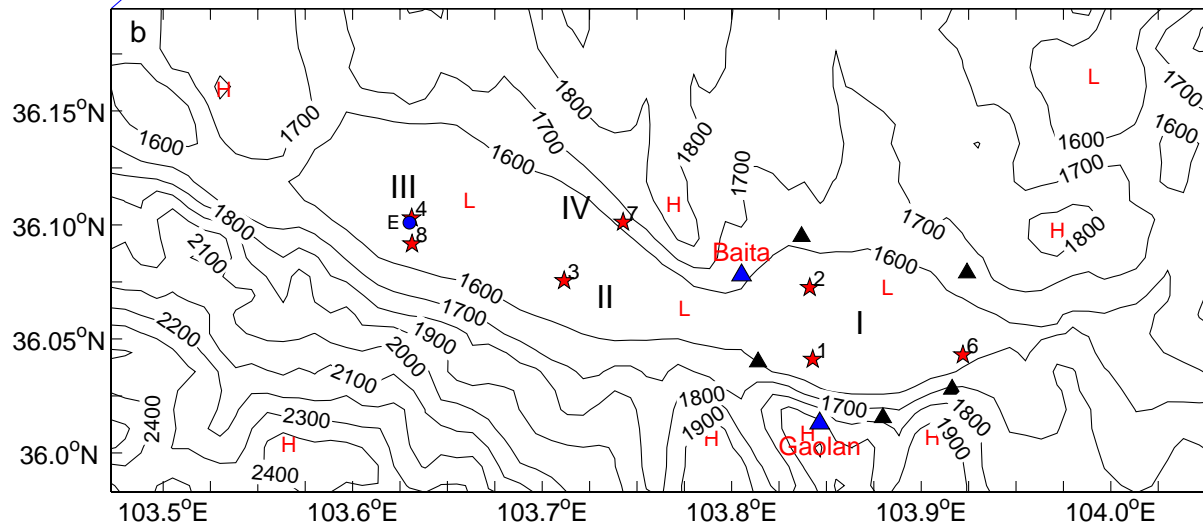 b
1800
H
36.15°N
1700
1700
L
1700
1600
1600
1600
1800
1600
1700
III
L
IV
7
H
1700
36.10°N
E
4
8
1800
2100
Baita
1700
H
1800
1600
3
II
L
2
L
1600
1700
I
36.05°N
2200
1900
2000
1
6
2100
2400
2300
1800
1900
1700
1800
1900
H
H
H
H
36.0°N
Gaolan
2400
103.5°E
103.6°E
103.7°E
103.8°E
103.9°E
104.0°E